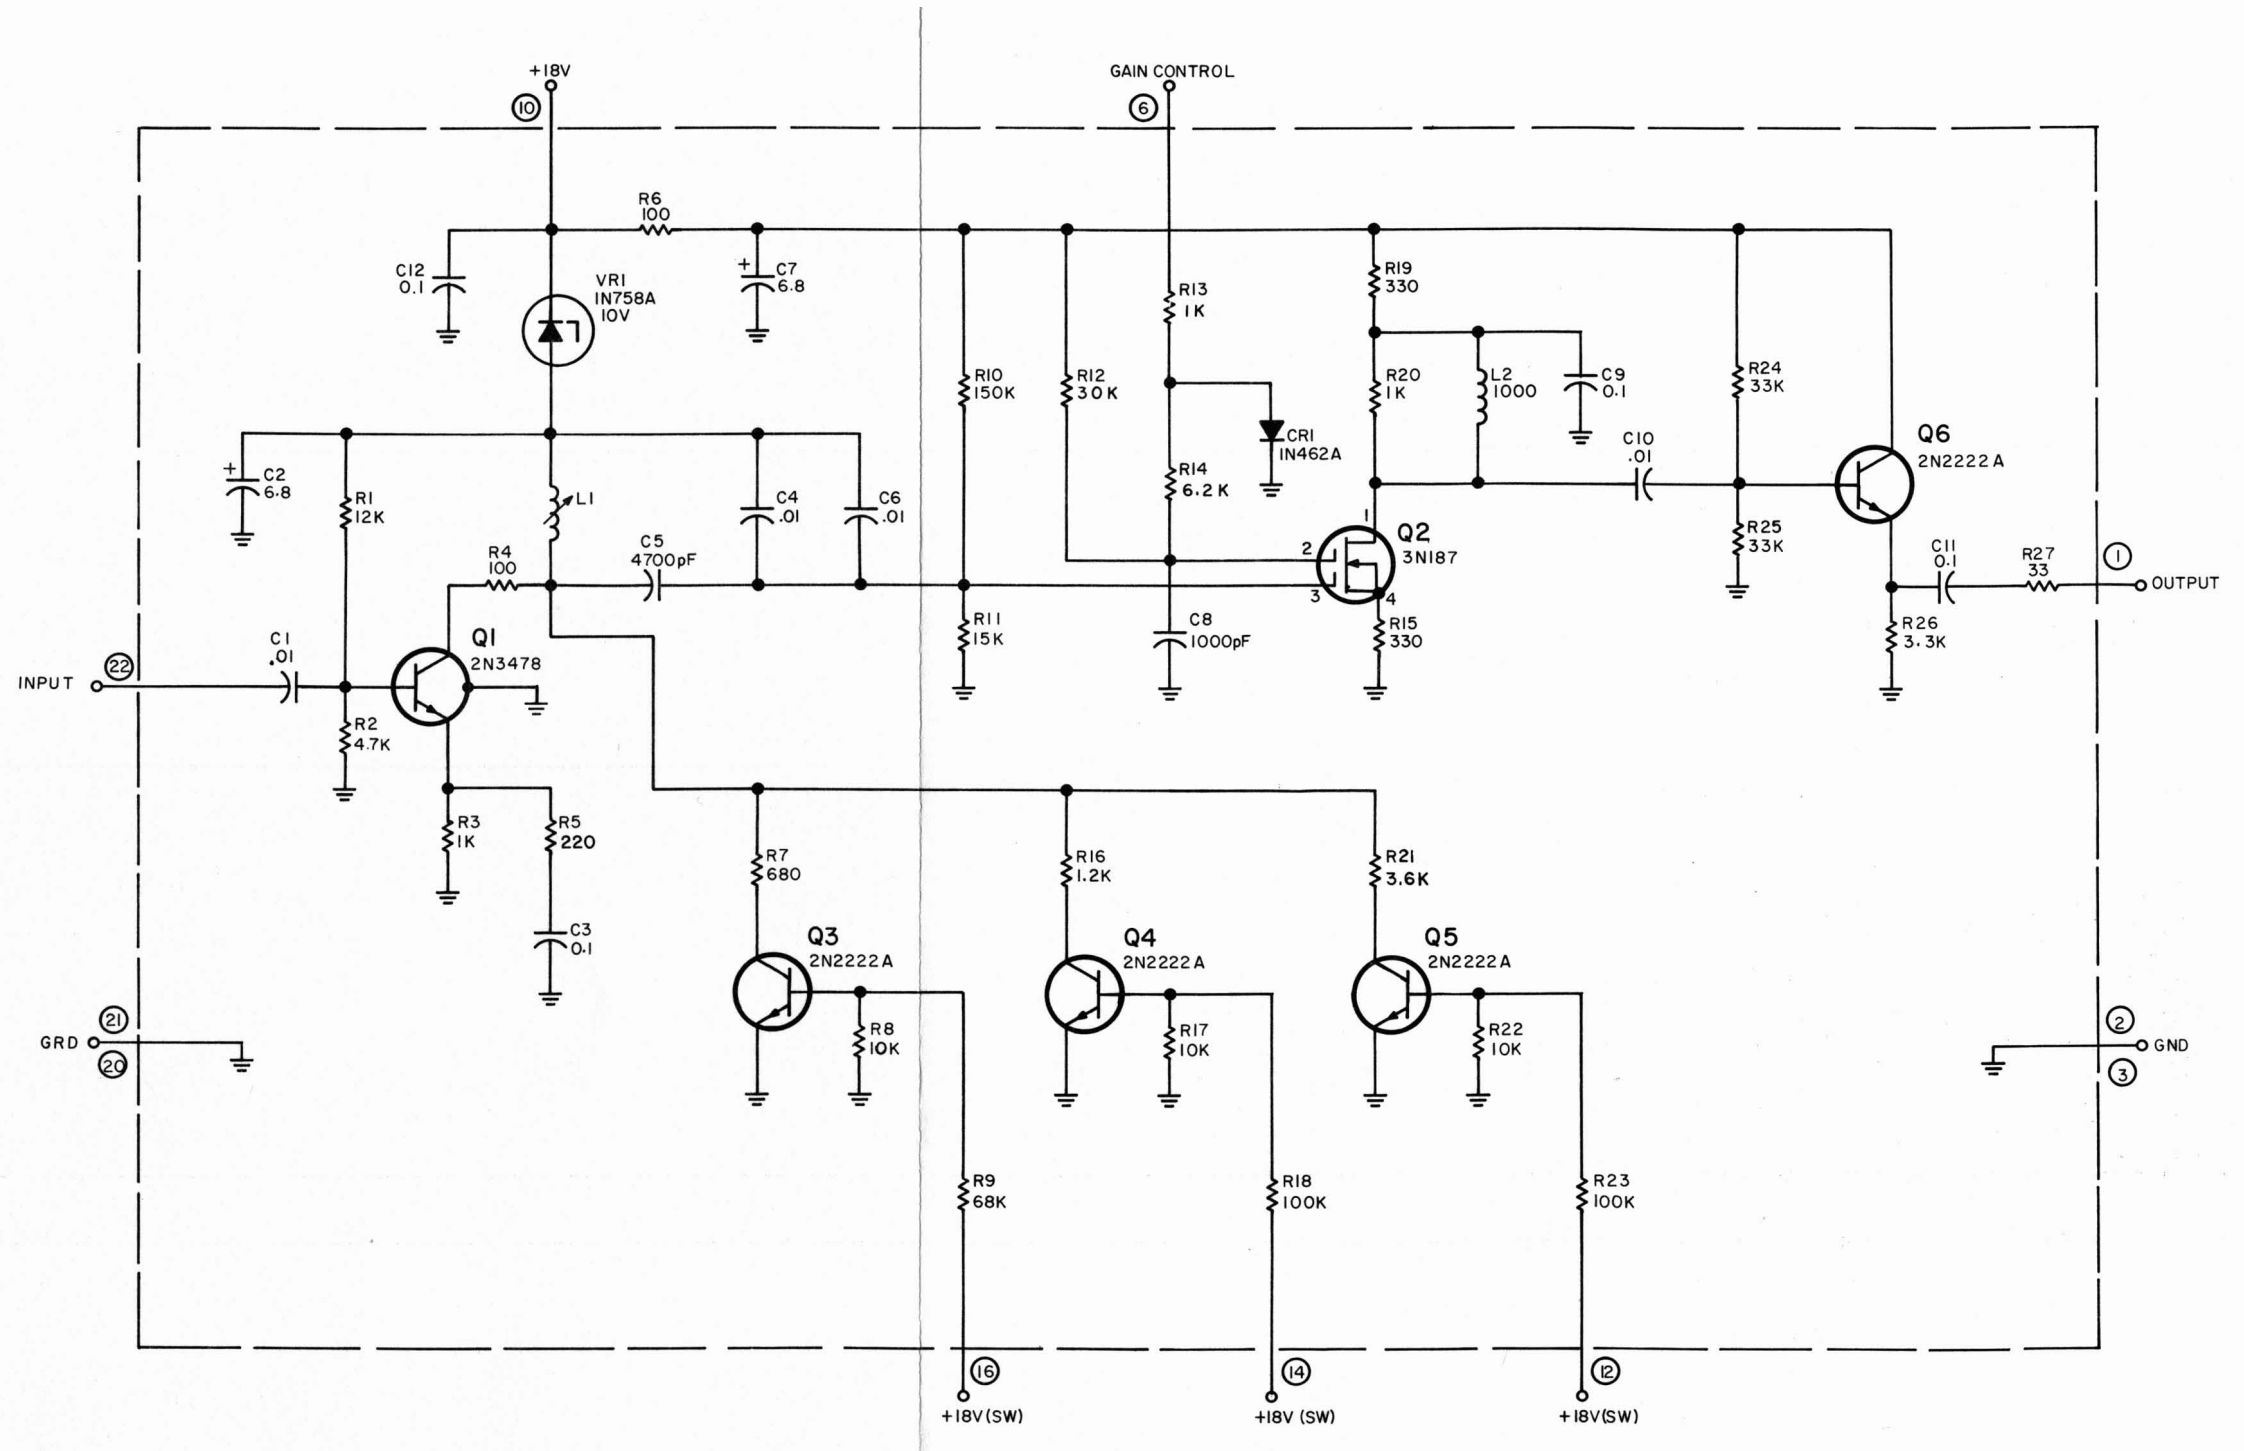 +18V
10
GAIN CONTROL
6
R6
100
C12
0.1
VR1
1N758A
10V
+
C7
6.8
R13
1K
R19
330
R10
150K
R12
30K
R20
1K
L2
1000
C9
0.1
R24
33K
CR1
1N462A
C10
.01
Q6
2N2222A
+
C2
6.8
R1
12K
L1
C4
.01
C6
.01
R14
6.2K
R4
100
C5
4700pF
1
2
3
4
Q2
3N187
R25
33K
C11
0.1
R27
33
1
OUTPUT
C1
.01
22
INPUT
Q1
2N3478
R11
15K
C8
1000pF
R15
330
R26
3.3K
R2
4.7K
R3
1K
R5
220
R7
680
R16
1.2K
R21
3.6K
C3
0.1
Q3
2N2222A
Q4
2N2222A
Q5
2N2222A
21
GRD
20
R8
10K
R17
10K
R22
10K
2
GND
3
R9
68K
R18
100K
R23
100K
16
+18V(SW)
14
+18V (SW)
12
+18V(SW)